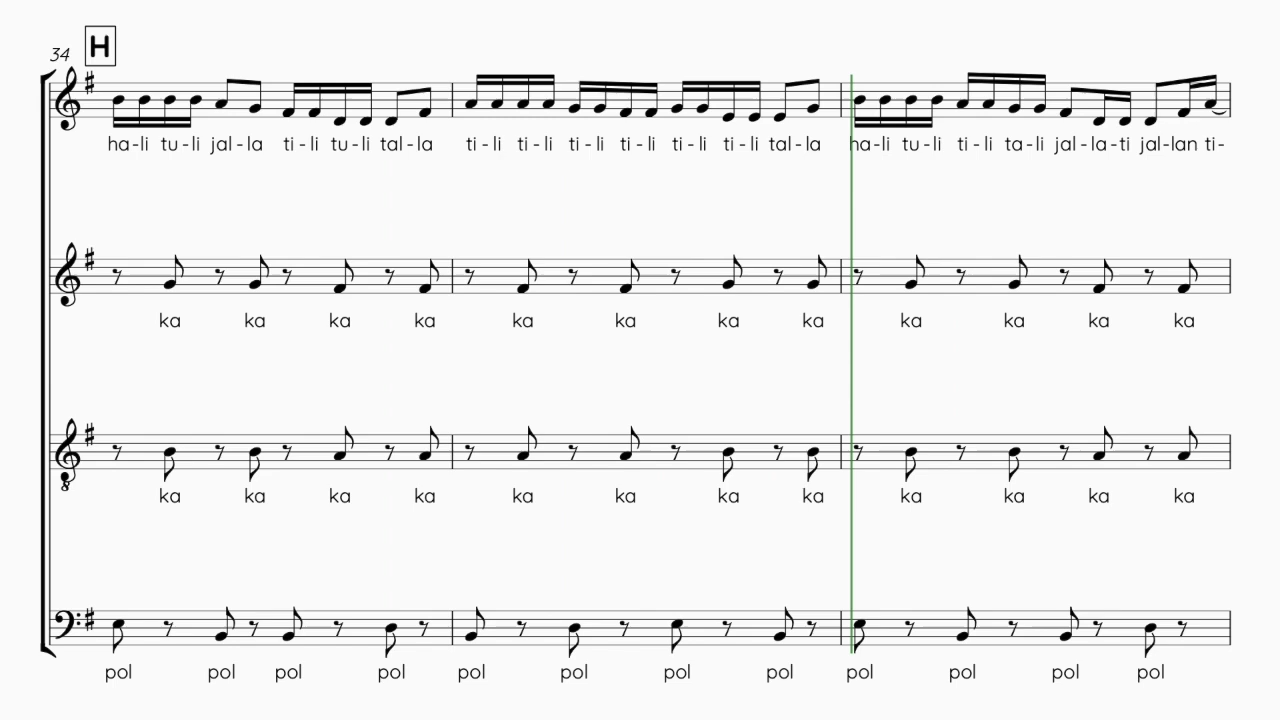 34 H
ha-li tu-li jal-la ti-li tu-li tal-la ti-li ti-li ti-li ti-li ti-li ti-li tal-la ha-li tu-li ti-li ta-li jal-la-ti jal-lan ti-
ka ka ka ka ka ka ka ka ka ka ka ka
ka ka ka ka ka ka ka ka ka ka ka ka
pol pol pol pol pol pol pol pol pol pol pol pol